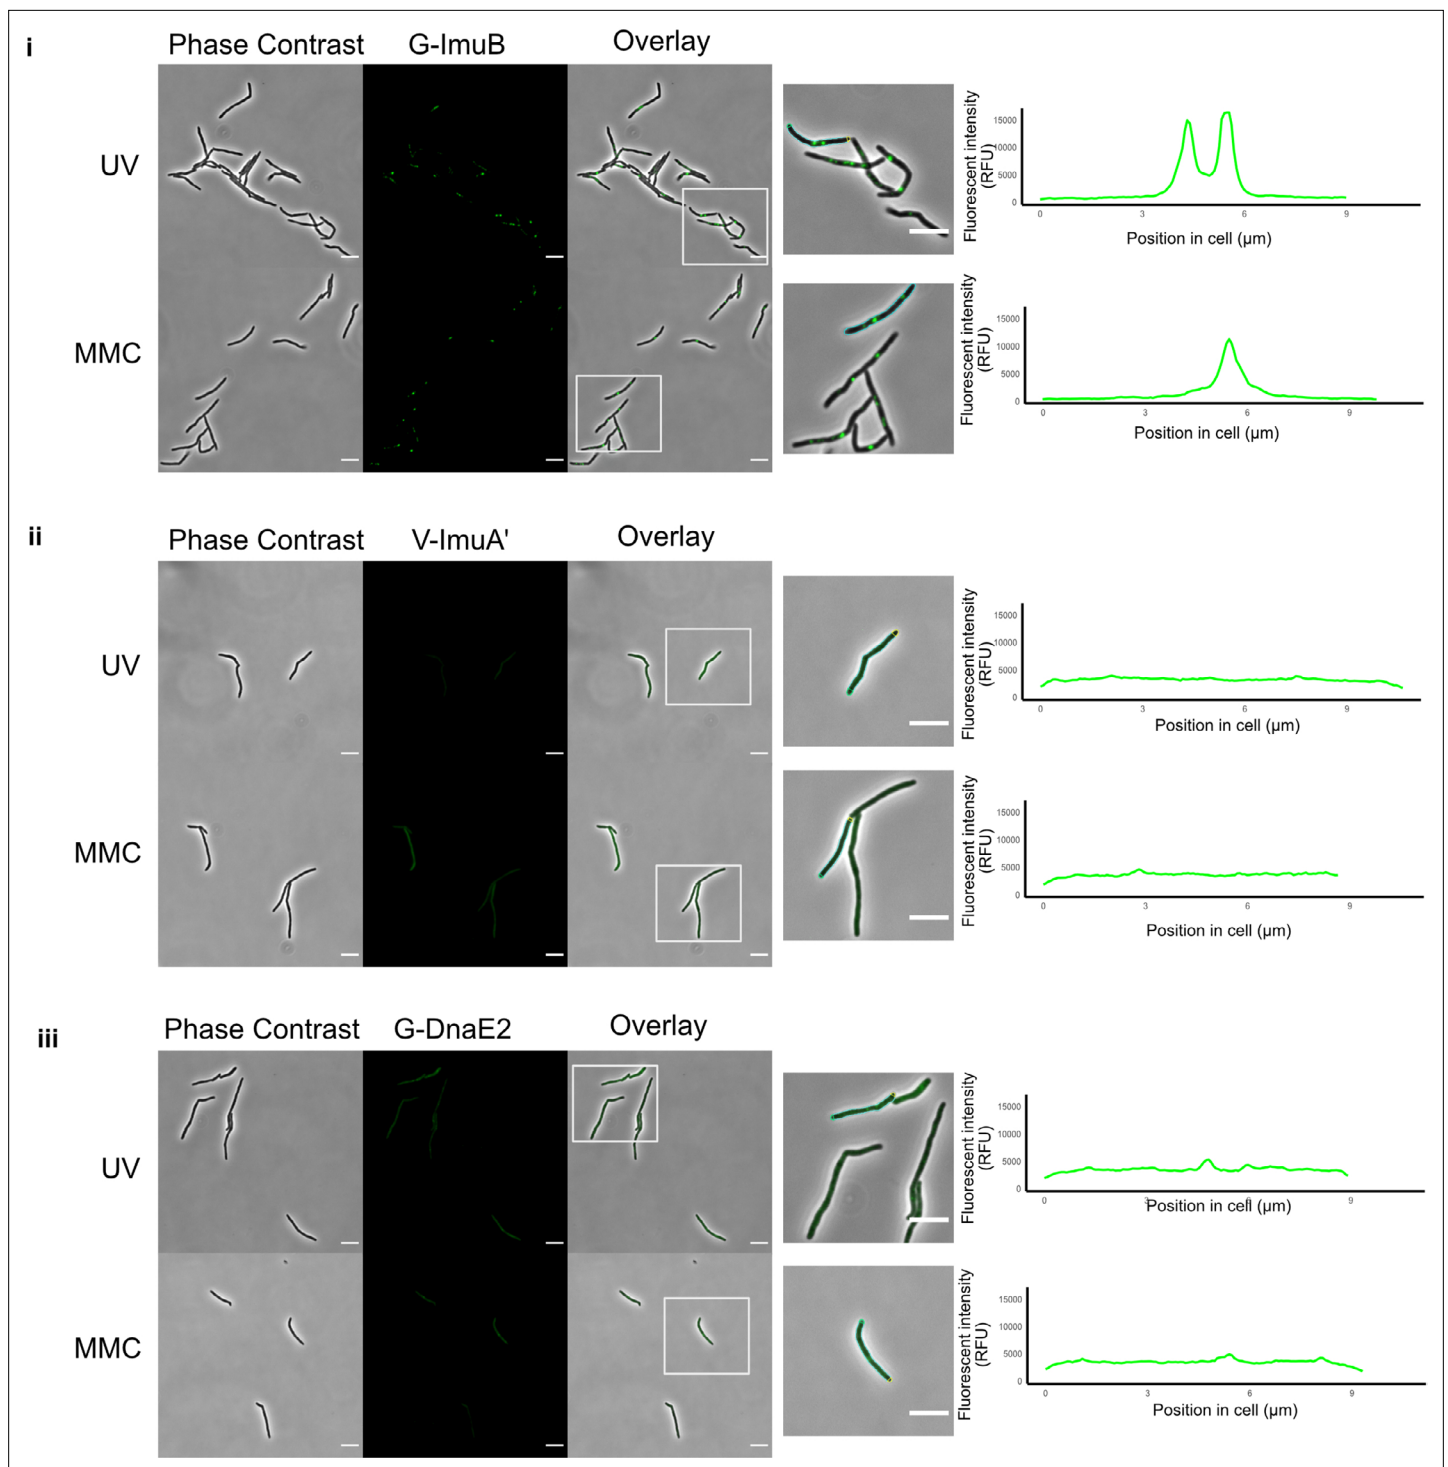 i
Phase Contrast G-ImuB Overlay
UV
Fluorescent intensity
(RFU)
15000
10000
5000
0
0 3 6 9
Position in cell (µm)
MMC
Fluorescent intensity
(RFU)
15000
10000
5000
0
0 3 6 9
Position in cell (µm)
ii
Phase Contrast V-ImuA' Overlay
UV
Fluorescent intensity
(RFU)
15000
10000
5000
0
0 3 6 9
Position in cell (µm)
MMC
Fluorescent intensity
(RFU)
15000
10000
5000
0
0 3 6 9
Position in cell (µm)
iii
Phase Contrast G-DnaE2 Overlay
UV
Fluorescent intensity
(RFU)
15000
10000
5000
0
0 3 6 9
Position in cell (µm)
MMC
Fluorescent intensity
(RFU)
15000
10000
5000
0
0 3 6 9
Position in cell (µm)